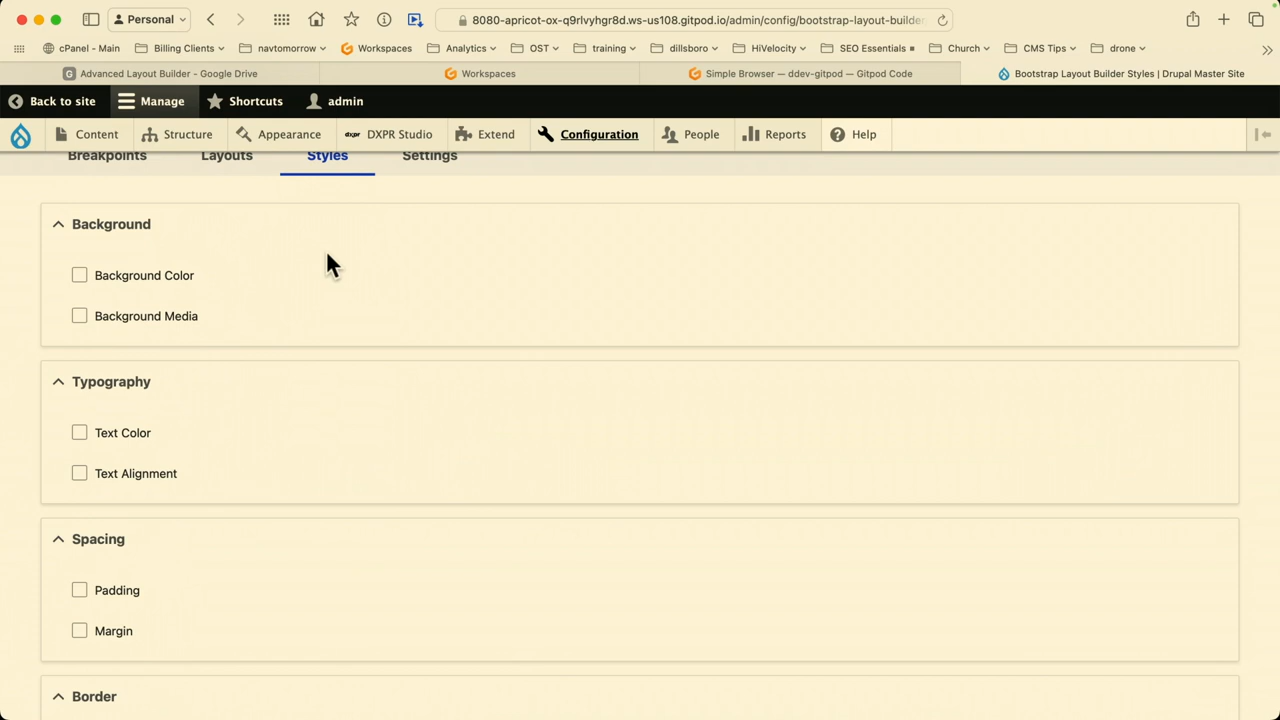 Personal
8080-apricot-ox-q9rlvyhgr8d.ws-us108.gitpod.io/admin/config/bootstrap-layout-builder
cPanel - Main
Billing Clients
navtomorrow
Workspaces
Analytics
OST
training
dillsboro
HiVelocity
SEO Essentials
Church
CMS Tips
drone
Advanced Layout Builder - Google Drive
Workspaces
Simple Browser — ddev-gitpod — Gitpod Code
Bootstrap Layout Builder Styles | Drupal Master Site
Back to site
Manage
Shortcuts
admin
Content
Structure
Appearance
dxpr DXPR Studio
Extend
Configuration
People
Reports
Help
Breakpoints
Layouts
Styles
Settings
Background
Background Color
Background Media
Typography
Text Color
Text Alignment
Spacing
Padding
Margin
Border